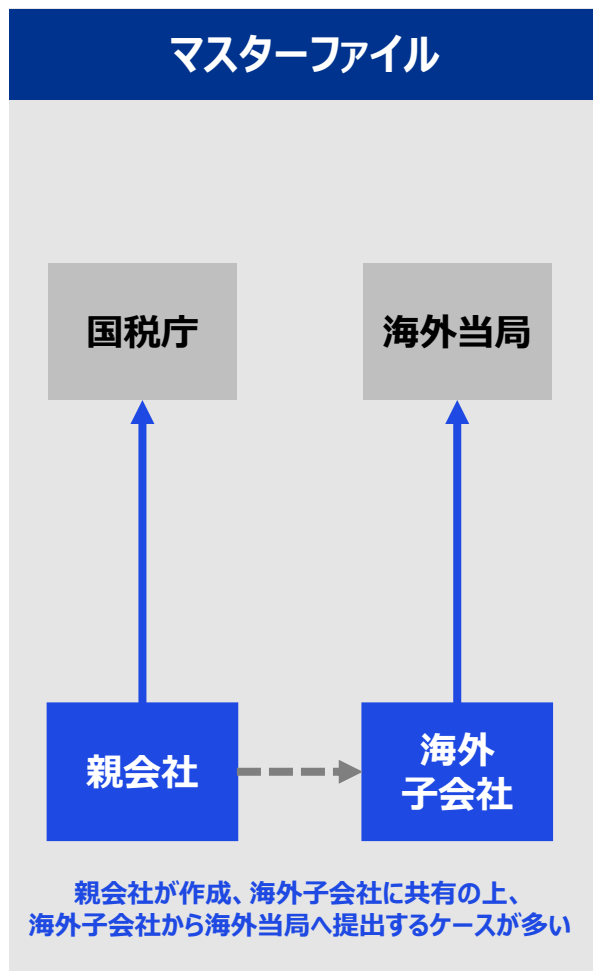 マスターファイル
国税庁
海外当局
親会社
海外
子会社
親会社が作成、海外子会社に共有の上、
海外子会社から海外当局へ提出するケースが多い